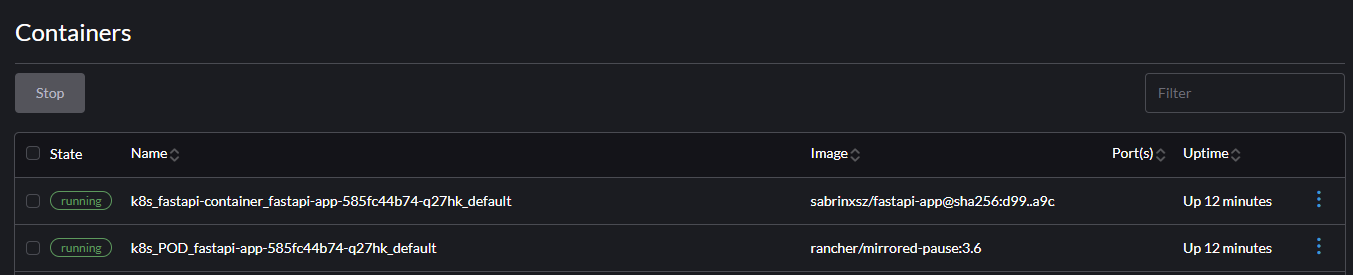 Containers
Stop
Filter
State Name Image Port(s) Uptime
running k8s_fastapi-container_fastapi-app-585fc44b74-q27hk_default sabrinxsz/fastapi-app@sha256:d99..a9c Up 12 minutes
running k8s_POD_fastapi-app-585fc44b74-q27hk_default rancher/mirrored-pause:3.6 Up 12 minutes